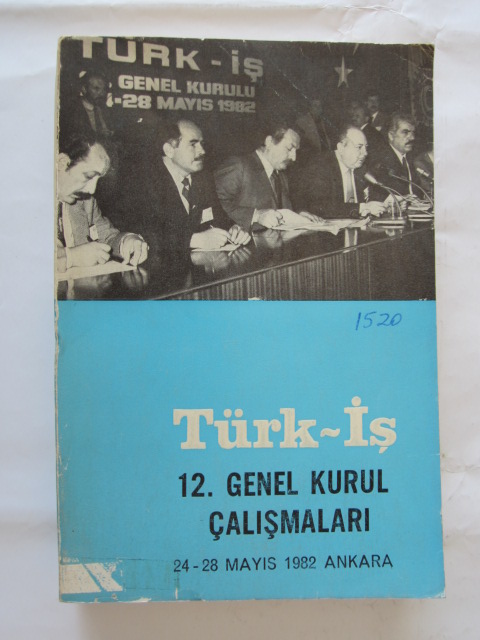 TÜRK - İŞ
GENEL KURULU
-28 MAYIS 1982
1520
Türk-İş
12. GENEL KURUL
ÇALIŞMALARI
24-28 MAYIS 1982 ANKARA